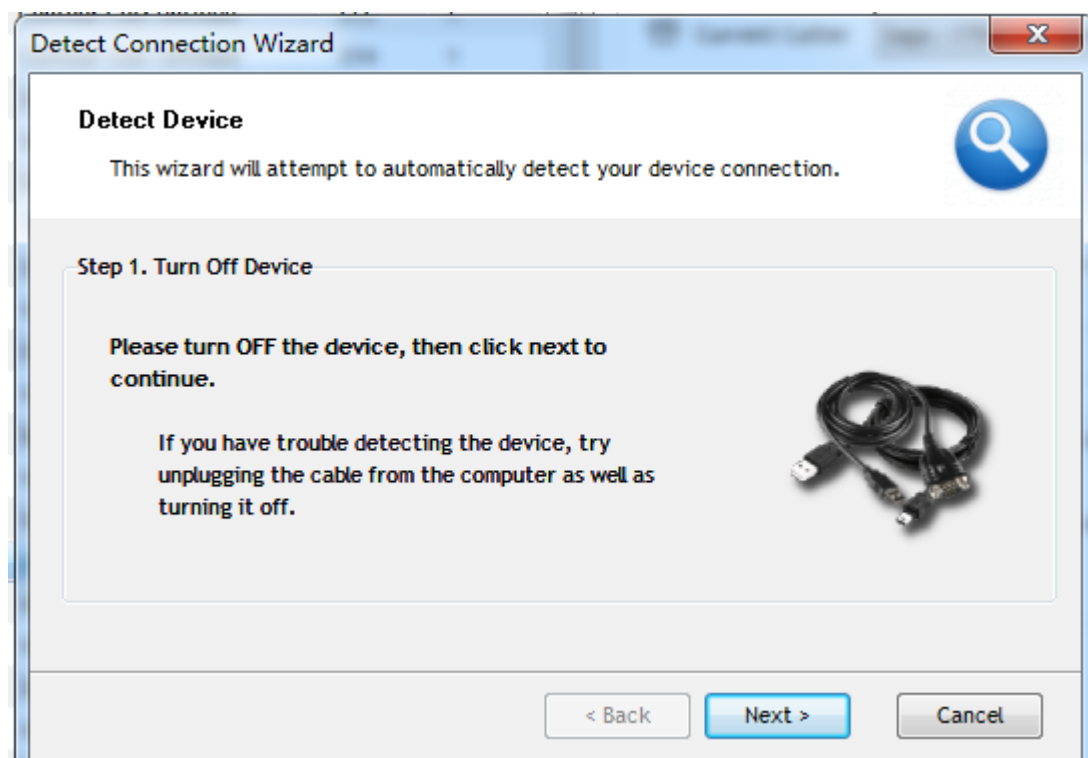 Detect Connection Wizard
Detect Device
This wizard will attempt to automatically detect your device connection.
Step 1. Turn Off Device
Please turn OFF the device, then click next to
continue.
If you have trouble detecting the device, try
unplugging the cable from the computer as well as
turning it off.
< Back
Next >
Cancel